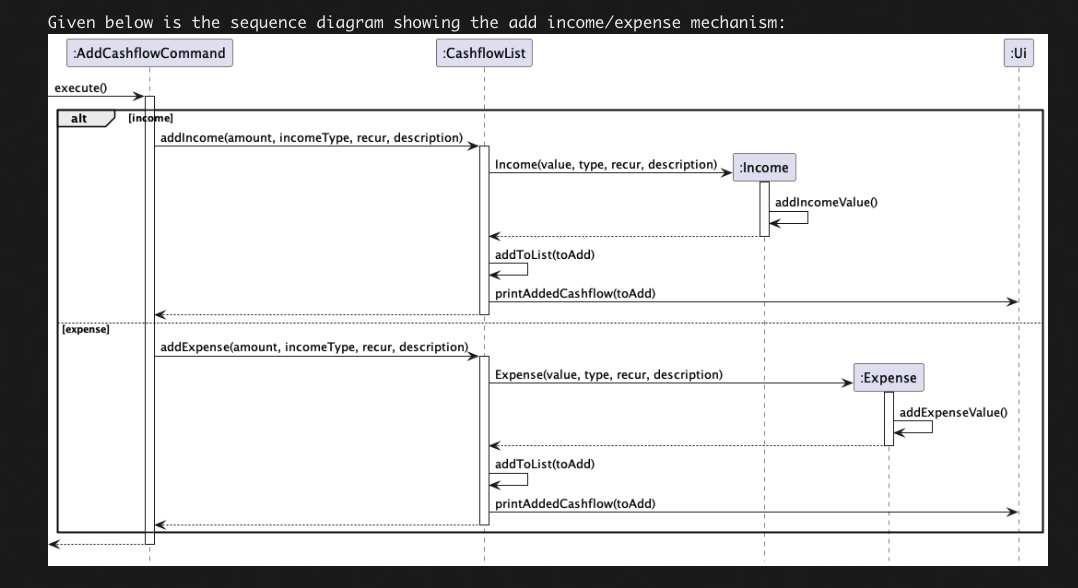 Given below is the sequence diagram showing the add income/expense mechanism:
:AddCashflowCommand :CashflowList :Ui
execute()
alt [income]
addIncome(amount, incomeType, recur, description)
Income(value, type, recur, description) :Income
addIncomeValue()
addToList(toAdd)
printAddedCashflow(toAdd)
[expense]
addExpense(amount, incomeType, recur, description)
Expense(value, type, recur, description) :Expense
addExpenseValue()
addToList(toAdd)
printAddedCashflow(toAdd)